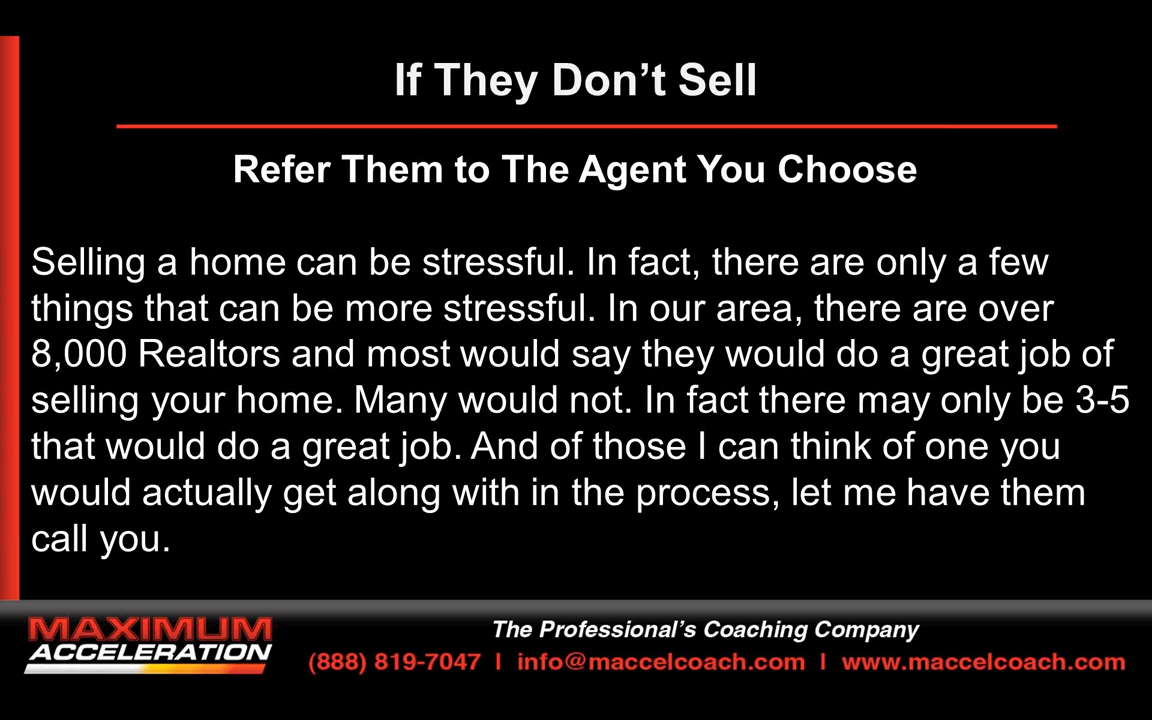 If They Don’t Sell
Refer Them to The Agent You Choose
Selling a home can be stressful. In fact, there are only a few
things that can be more stressful. In our area, there are over
8,000 Realtors and most would say they would do a great job of
selling your home. Many would not. In fact there may only be 3-5
that would do a great job. And of those I can think of one you
would actually get along with in the process, let me have them
call you.
MAXIMUM
ACCELERATION
The Professional’s Coaching Company
(888) 819-7047 | info@maccelcoach.com | www.maccelcoach.com